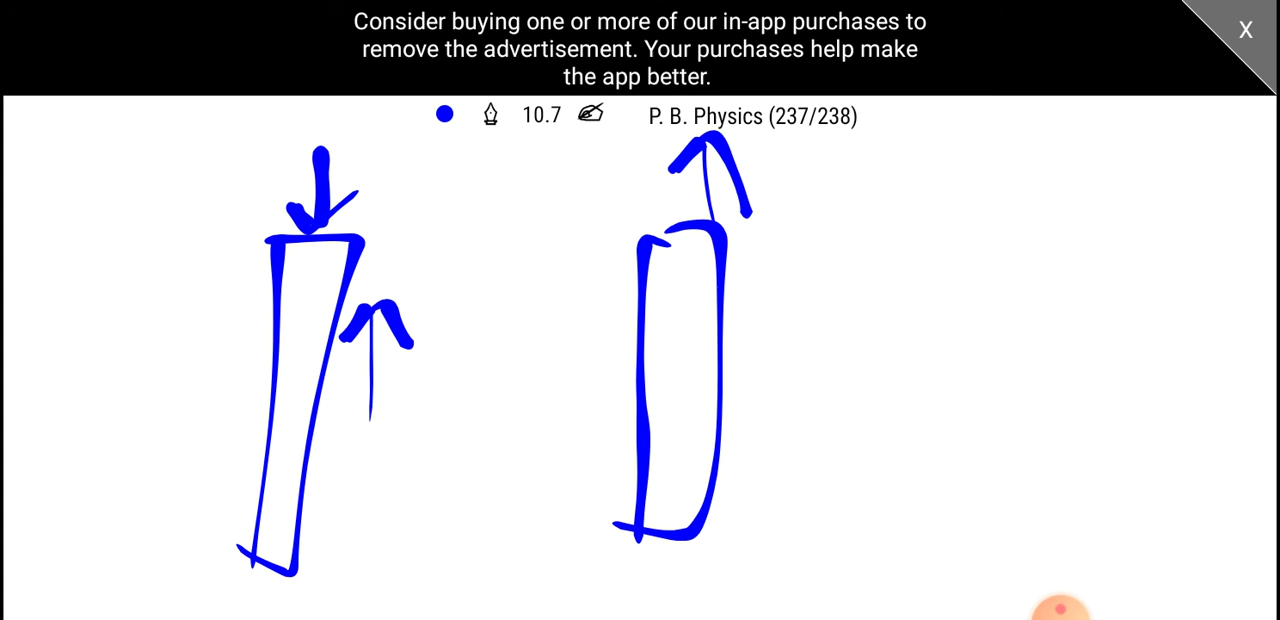 Consider buying one or more of our in-app purchases to
remove the advertisement. Your purchases help make
the app better.
X
10.7 P. B. Physics (237/238)